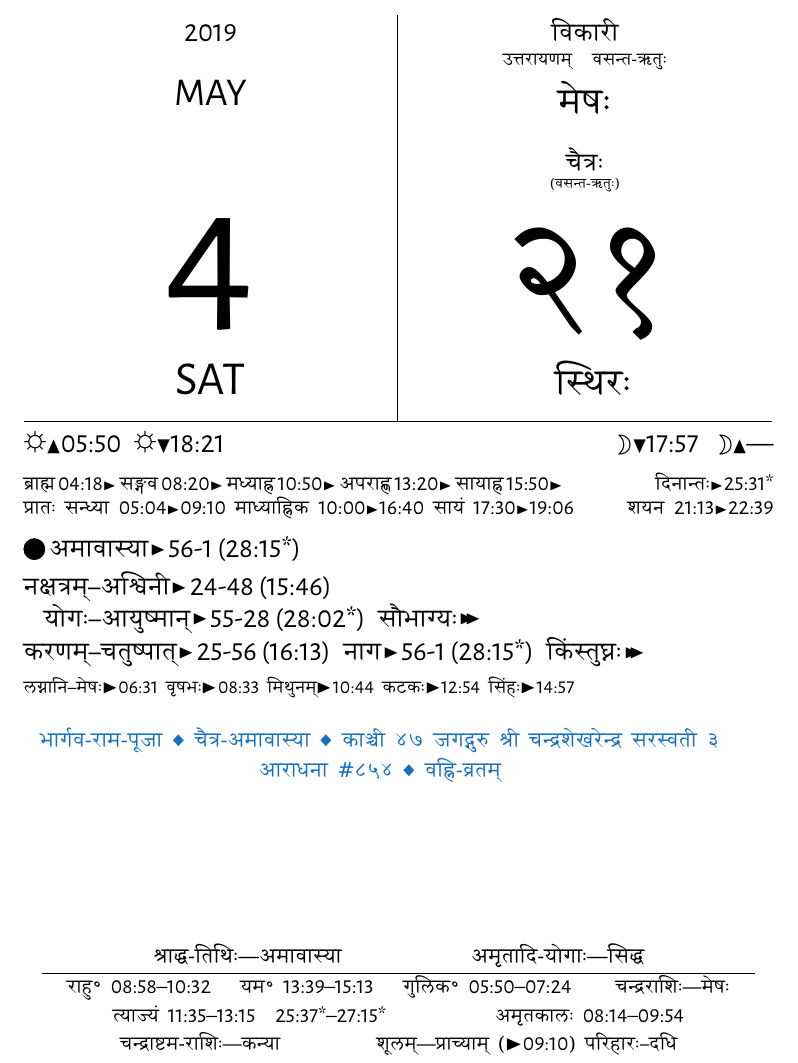 2019
MAY
4
SAT
विकारी
उत्तरायणम् वसन्त-ऋतुः
मेषः
चैत्रः
(वसन्त-ऋतुः)
२१
स्थिरः
☼▲05:50 ☼▼18:21 ☽▼17:57 ☽▲—
ब्राह्म 04:18► सङ्गव 08:20► मध्याह्न 10:50► अपराह्ण 13:20► सायाह्न 15:50► दिनान्तः►25:31*
प्रातः सन्ध्या 05:04►09:10 माध्याह्निक 10:00►16:40 सायं 17:30►19:06 शयन 21:13►22:39
●अमावास्या►56-1 (28:15*)
नक्षत्रम्–अश्विनी►24-48 (15:46)
योगः–आयुष्मान्►55-28 (28:02*) सौभाग्यः►►
करणम्–चतुष्पात्►25-56 (16:13) नाग►56-1 (28:15*) किंस्तुघ्नः►►
लग्नानि–मेषः►06:31 वृषभः►08:33 मिथुनम्►10:44 कटकः►12:54 सिंहः►14:57
भार्गव-राम-पूजा ◆ चैत्र-अमावास्या ◆ काञ्ची ४७ जगद्गुरु श्री चन्द्रशेखरेन्द्र सरस्वती ३
आराधना #८५४ ◆ वह्नि-व्रतम्
श्राद्ध-तिथिः—अमावास्या अमृतादि-योगाः—सिद्ध
राहु॰ 08:58–10:32 यम॰ 13:39–15:13 गुलिक॰ 05:50–07:24 चन्द्रराशिः—मेषः
त्याज्यं 11:35–13:15 25:37*–27:15* अमृतकालः 08:14–09:54
चन्द्राष्टम-राशिः—कन्या शूलम्—प्राच्याम् (►09:10) परिहारः–दधि